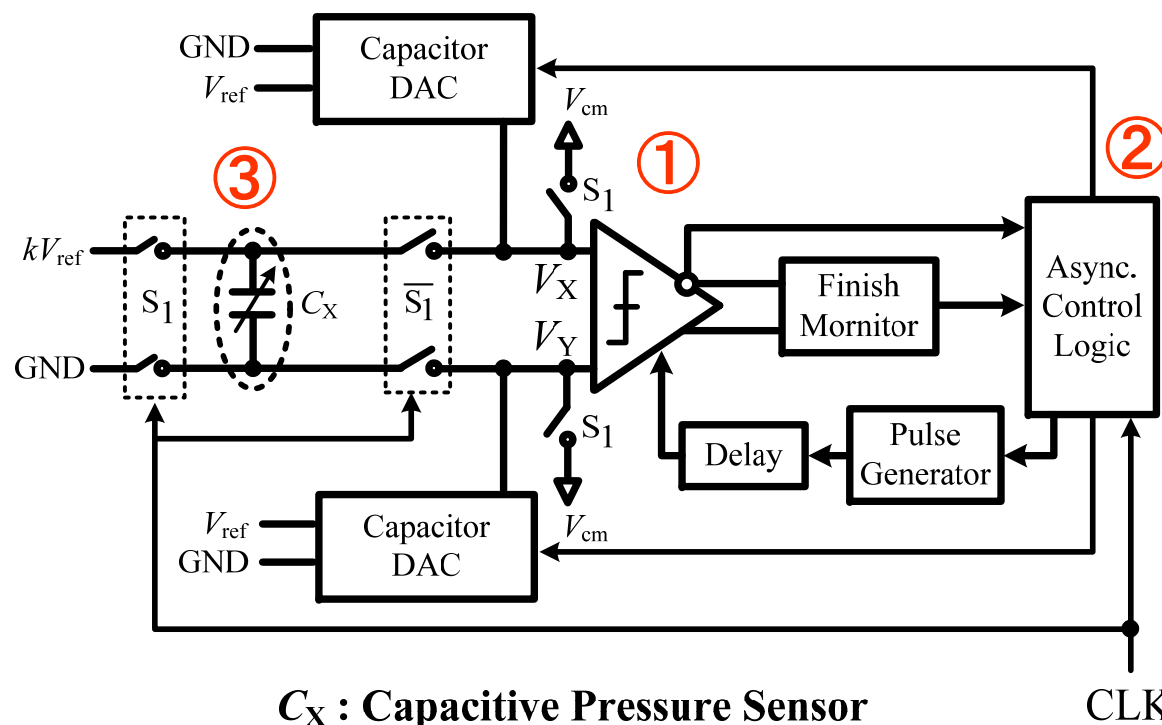 GND
V_ref
Capacitor
DAC
V_cm
S_1
①
②
③
kV_ref
GND
S_1
C_X
S̅_1̅
V_X
V_Y
Finish
Mornitor
Async.
Control
Logic
S_1
V_cm
Delay
Pulse
Generator
V_ref
GND
Capacitor
DAC
C_X : Capacitive Pressure Sensor
CLK